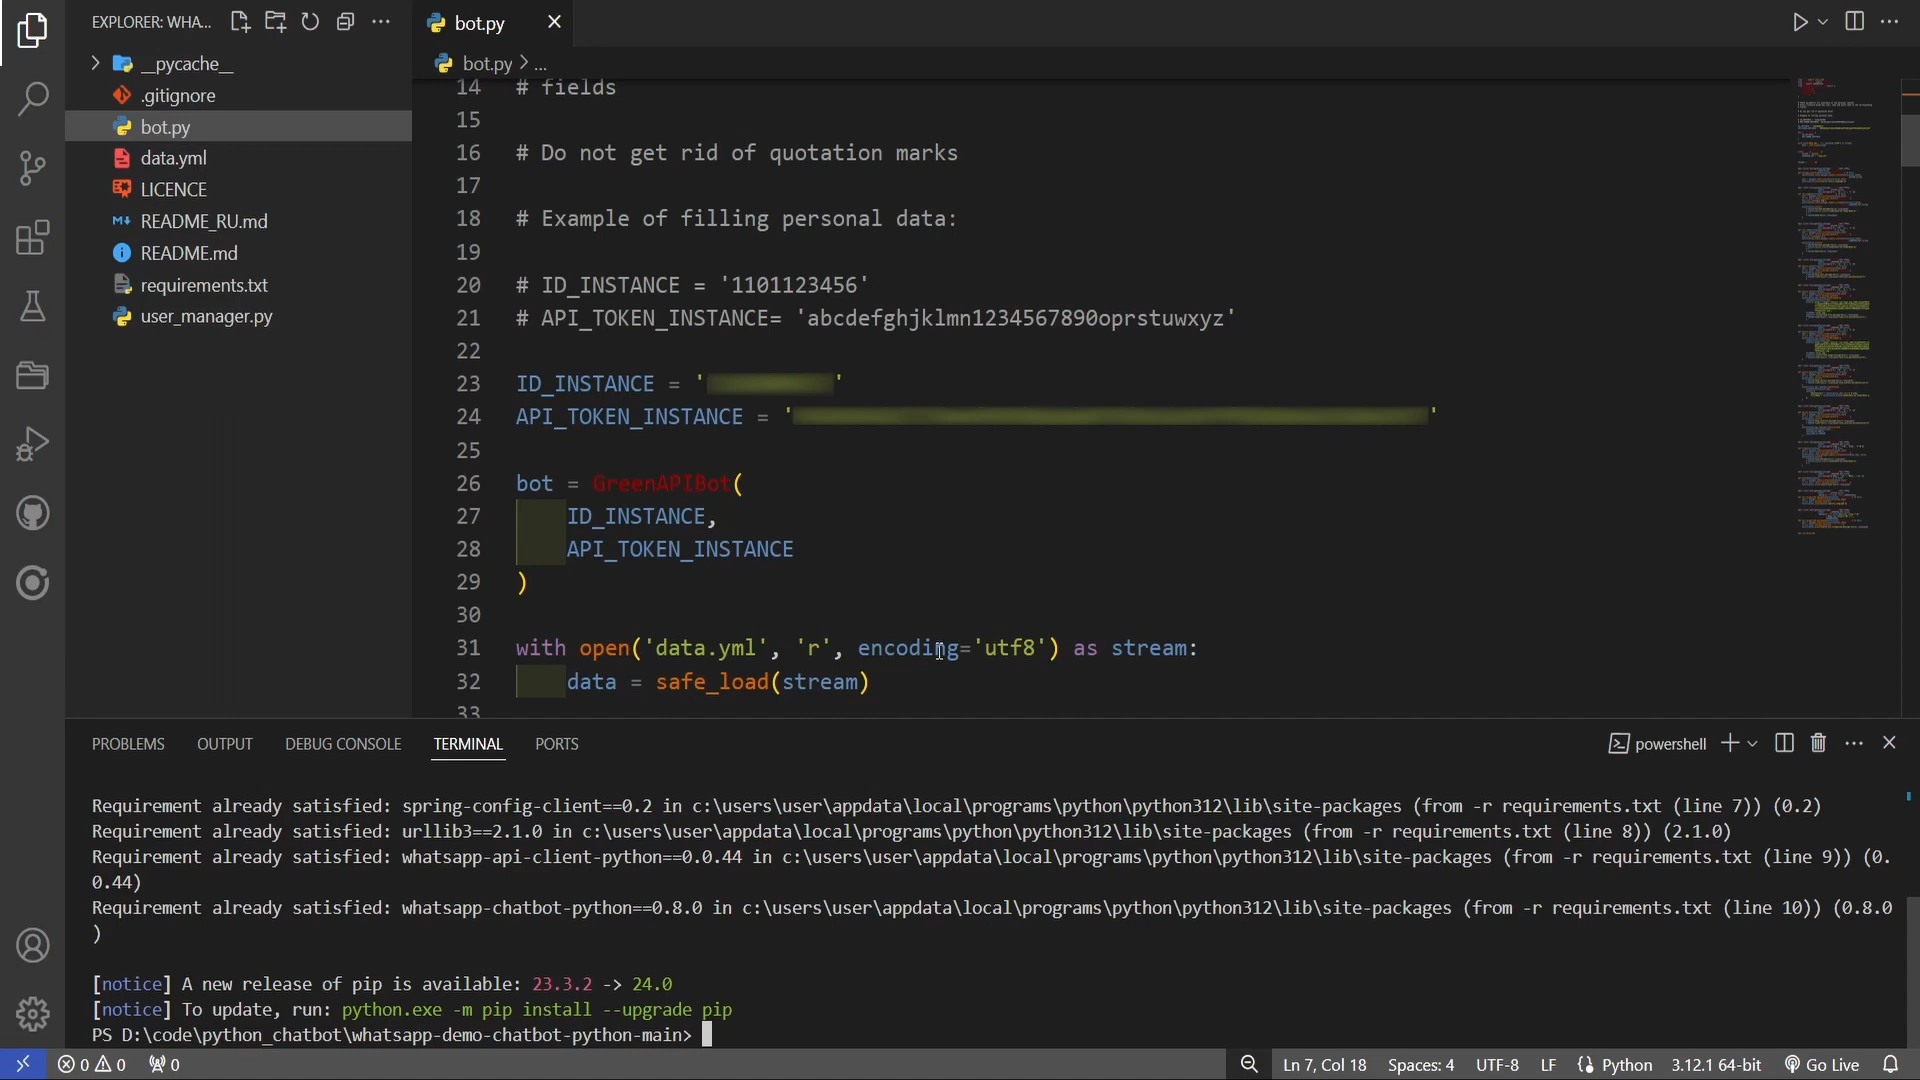 EXPLORER: WHA...
__pycache__
.gitignore
bot.py
data.yml
LICENCE
README_RU.md
README.md
requirements.txt
user_manager.py
bot.py
bot.py > ...
14 # fields
15
16 # Do not get rid of quotation marks
17
18 # Example of filling personal data:
19
20 # ID_INSTANCE = '1101123456'
21 # API_TOKEN_INSTANCE= 'abcdefghjklmn1234567890oprstuwxyz'
22
23 ID_INSTANCE = ' '
24 API_TOKEN_INSTANCE = ' '
25
26 bot = GreenAPIBot(
27 ID_INSTANCE,
28 API_TOKEN_INSTANCE
29 )
30
31 with open('data.yml', 'r', encoding='utf8') as stream:
32 data = safe_load(stream)
33
PROBLEMS OUTPUT DEBUG CONSOLE TERMINAL PORTS
powershell
Requirement already satisfied: spring-config-client==0.2 in c:\users\user\appdata\local\programs\python\python312\lib\site-packages (from -r requirements.txt (line 7)) (0.2)
Requirement already satisfied: urllib3==2.1.0 in c:\users\user\appdata\local\programs\python\python312\lib\site-packages (from -r requirements.txt (line 8)) (2.1.0)
Requirement already satisfied: whatsapp-api-client-python==0.0.44 in c:\users\user\appdata\local\programs\python\python312\lib\site-packages (from -r requirements.txt (line 9)) (0.
0.44)
Requirement already satisfied: whatsapp-chatbot-python==0.8.0 in c:\users\user\appdata\local\programs\python\python312\lib\site-packages (from -r requirements.txt (line 10)) (0.8.0
)
[notice] A new release of pip is available: 23.3.2 -> 24.0
[notice] To update, run: python.exe -m pip install --upgrade pip
PS D:\code\python_chatbot\whatsapp-demo-chatbot-python-main>
0 0 0 Ln 7, Col 18 Spaces: 4 UTF-8 LF Python 3.12.1 64-bit Go Live